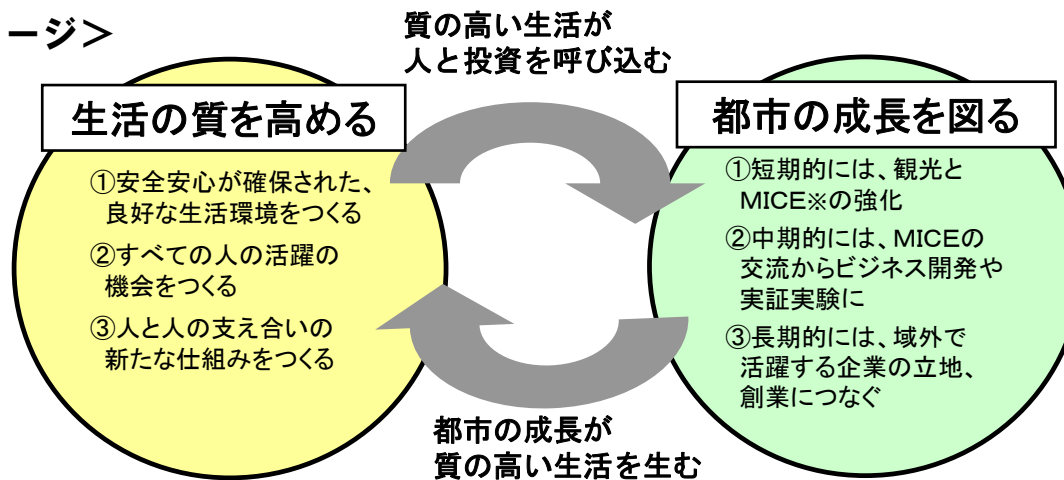 ージ＞
質の高い生活が
人と投資を呼び込む
生活の質を高める
①安全安心が確保された、
良好な生活環境をつくる
②すべての人の活躍の
機会をつくる
③人と人の支え合いの
新たな仕組みをつくる
都市の成長を図る
①短期的には、観光と
MICE※の強化
②中期的には、MICEの
交流からビジネス開発や
実証実験に
③長期的には、域外で
活躍する企業の立地、
創業につなぐ
都市の成長が
質の高い生活を生む